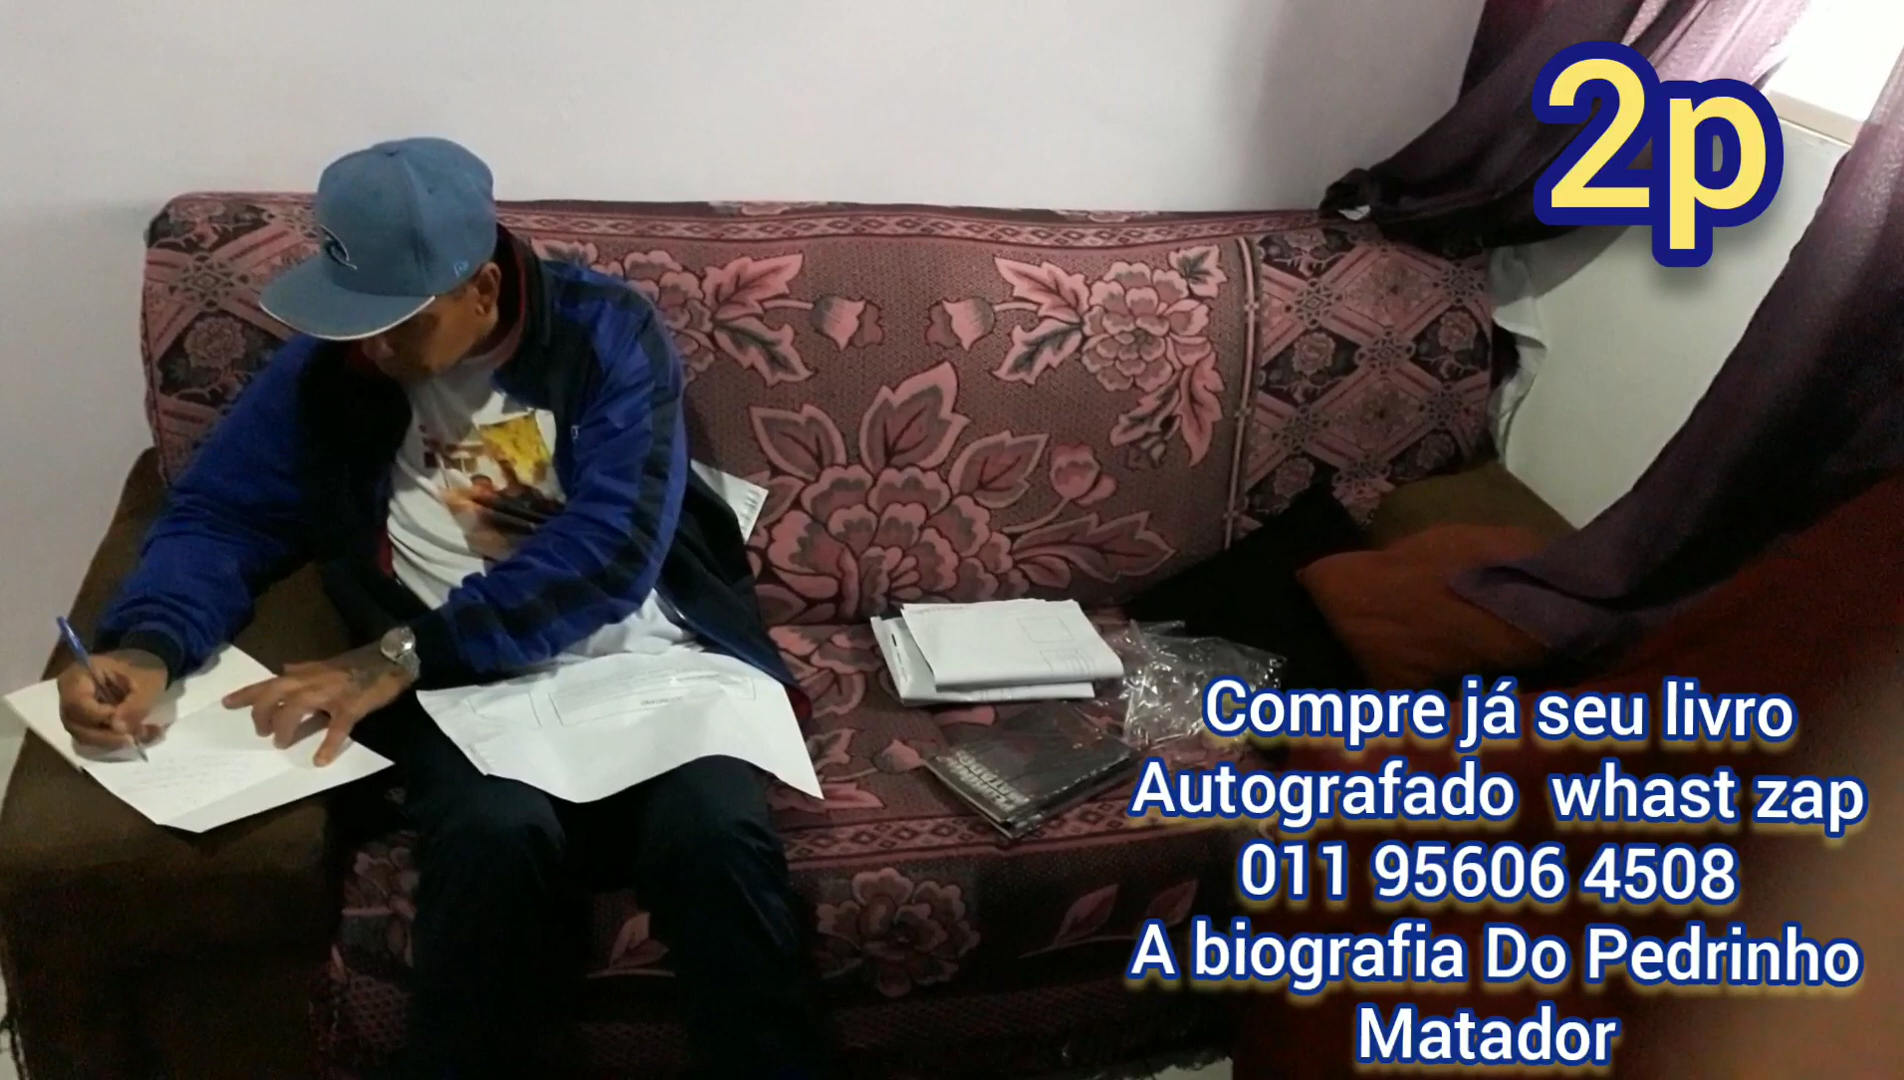 2p
Compre já seu livro
Autografado whast zap
011 95606 4508
A biografia Do Pedrinho
Matador